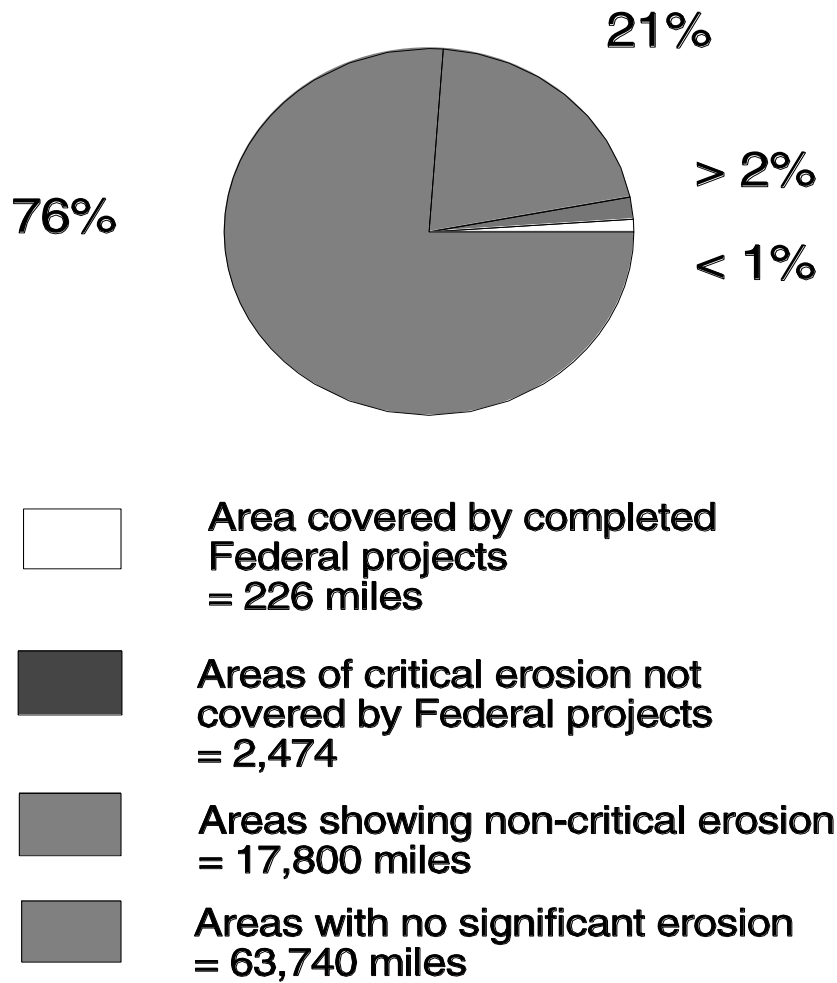 21%
> 2%
76%
< 1%
Area covered by completed
Federal projects
= 226 miles
Areas of critical erosion not
covered by Federal projects
= 2,474
Areas showing non-critical erosion
= 17,800 miles
Areas with no significant erosion
= 63,740 miles